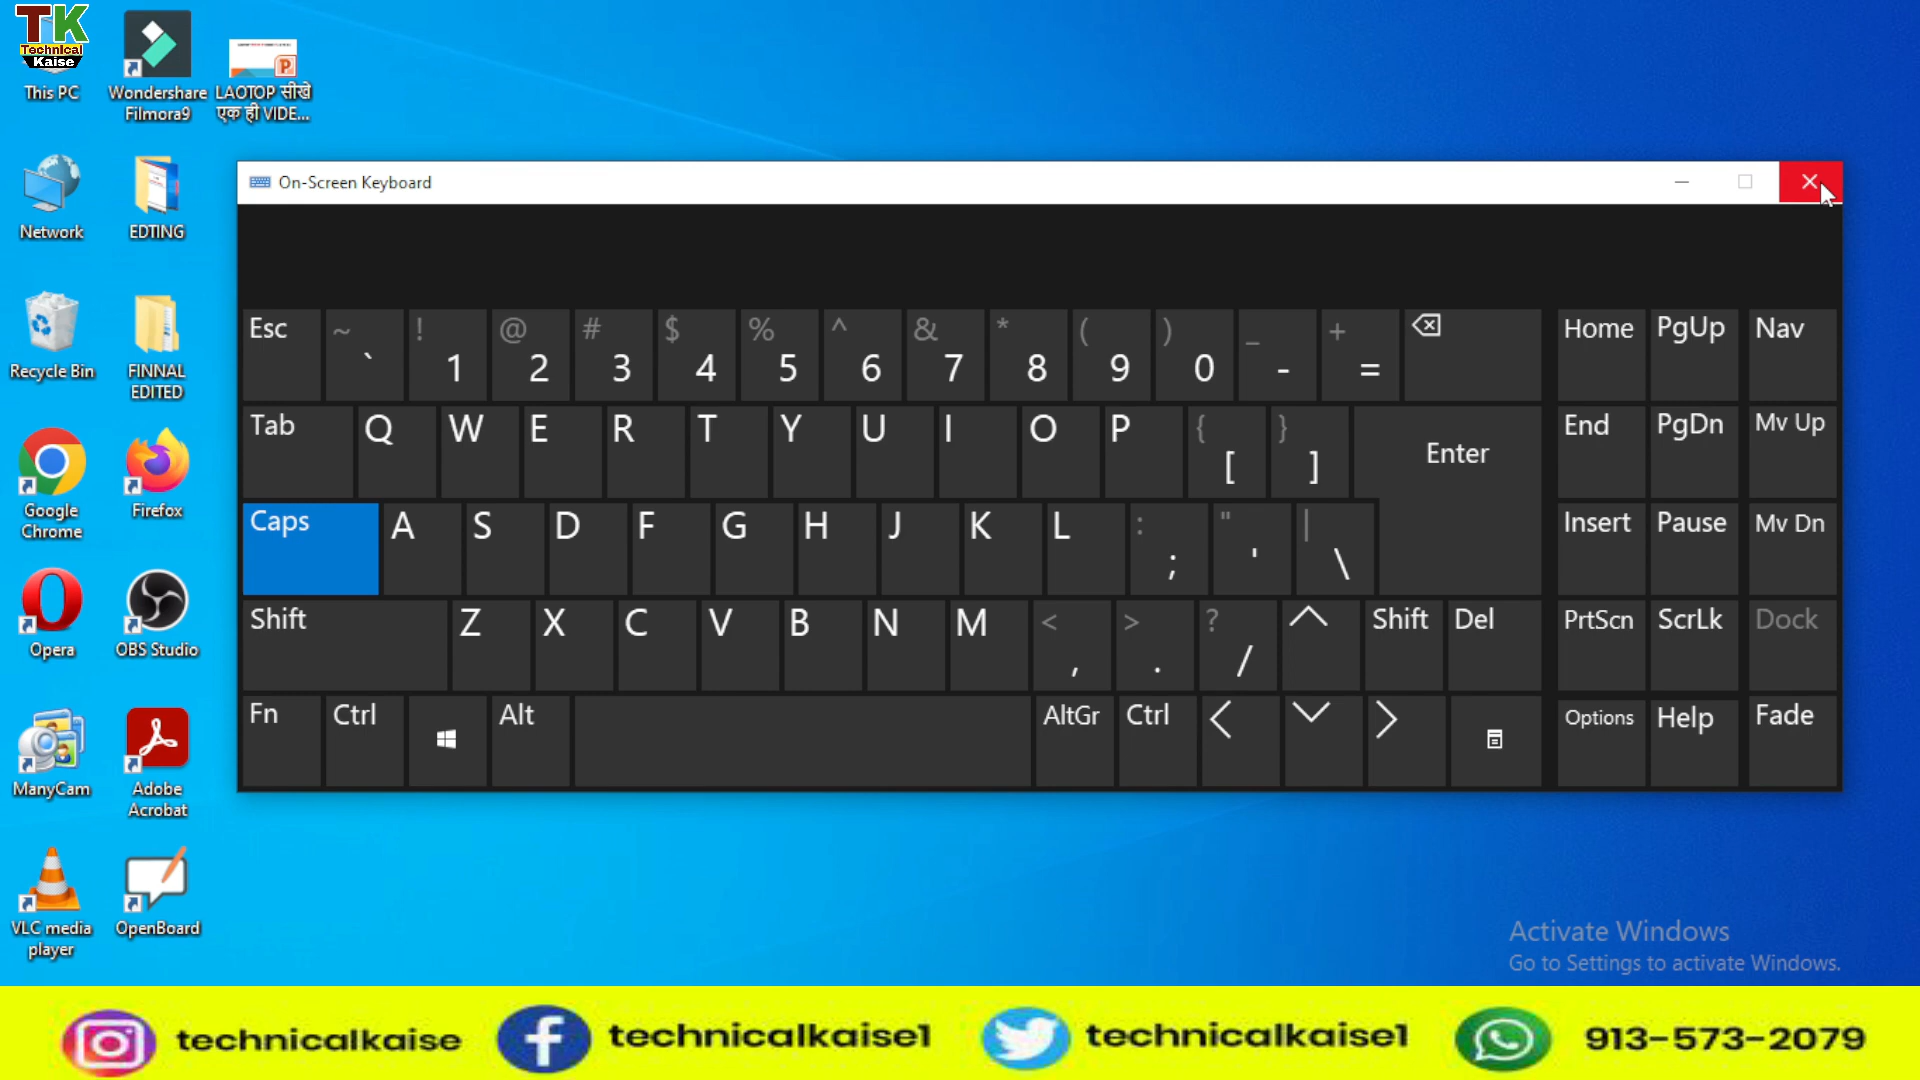 TK
Technical
Kaise
This PC
Wondershare
Filmora9
LAOTOP सीखे
एक ही VIDE...
Network
EDTING
Recycle Bin
FINNAL
EDITED
Google
Chrome
Firefox
Opera
OBS Studio
ManyCam
Adobe
Acrobat
VLC media
player
OpenBoard
On-Screen Keyboard
Esc ~ ` ! 1 @ 2 # 3 $ 4 % 5 ^ 6 & 7 * 8 ( 9 ) 0 _ - + = Home PgUp Nav
Tab Q W E R T Y U I O P { [ } ] Enter End PgDn Mv Up
Caps A S D F G H J K L : ; " ' | \ Insert Pause Mv Dn
Shift Z X C V B N M < , > . ? / Shift Del PrtScn ScrLk Dock
Fn Ctrl Alt AltGr Ctrl Options Help Fade
Activate Windows
Go to Settings to activate Windows.
technicalkaise technicalkaise1 technicalkaise1 913-573-2079